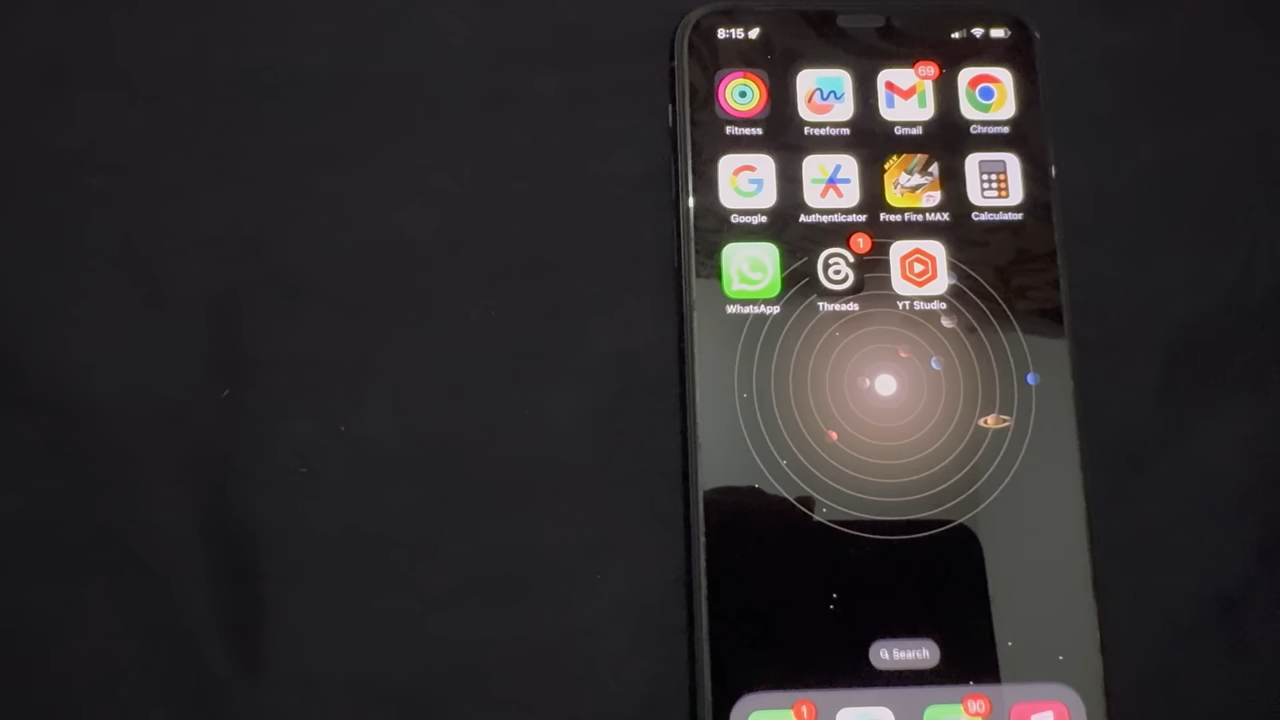 8:15
69
Fitness Freeform Gmail Chrome
MAX
Google Authenticator Free Fire MAX Calculator
1
WhatsApp Threads YT Studio
Search
1 90